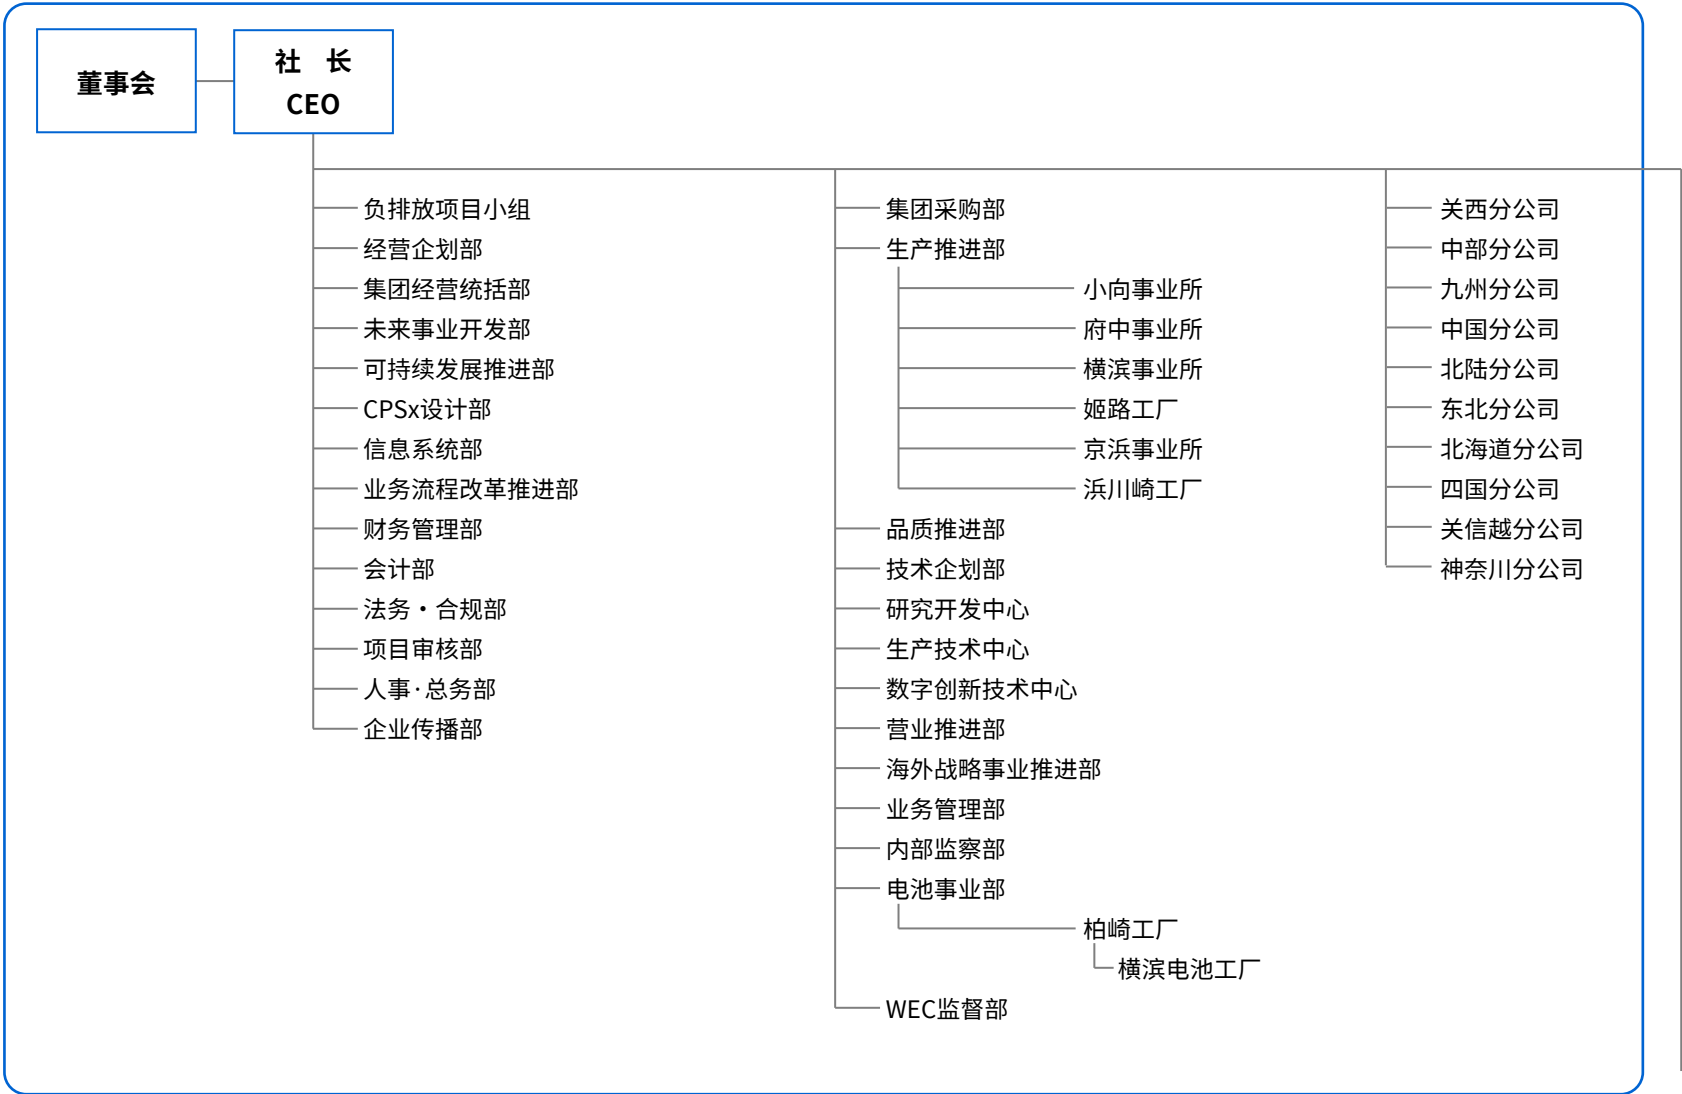 董事会
社 长
CEO
负排放项目小组
经营企划部
集团经营统括部
未来事业开发部
可持续发展推进部
CPSx设计部
信息系统部
业务流程改革推进部
财务管理部
会计部
法务・合规部
项目审核部
人事·总务部
企业传播部
集团采购部
生产推进部
小向事业所
府中事业所
横滨事业所
姬路工厂
京浜事业所
浜川崎工厂
品质推进部
技术企划部
研究开发中心
生产技术中心
数字创新技术中心
营业推进部
海外战略事业推进部
业务管理部
内部监察部
电池事业部
柏崎工厂
横滨电池工厂
WEC监督部
关西分公司
中部分公司
九州分公司
中国分公司
北陆分公司
东北分公司
北海道分公司
四国分公司
关信越分公司
神奈川分公司